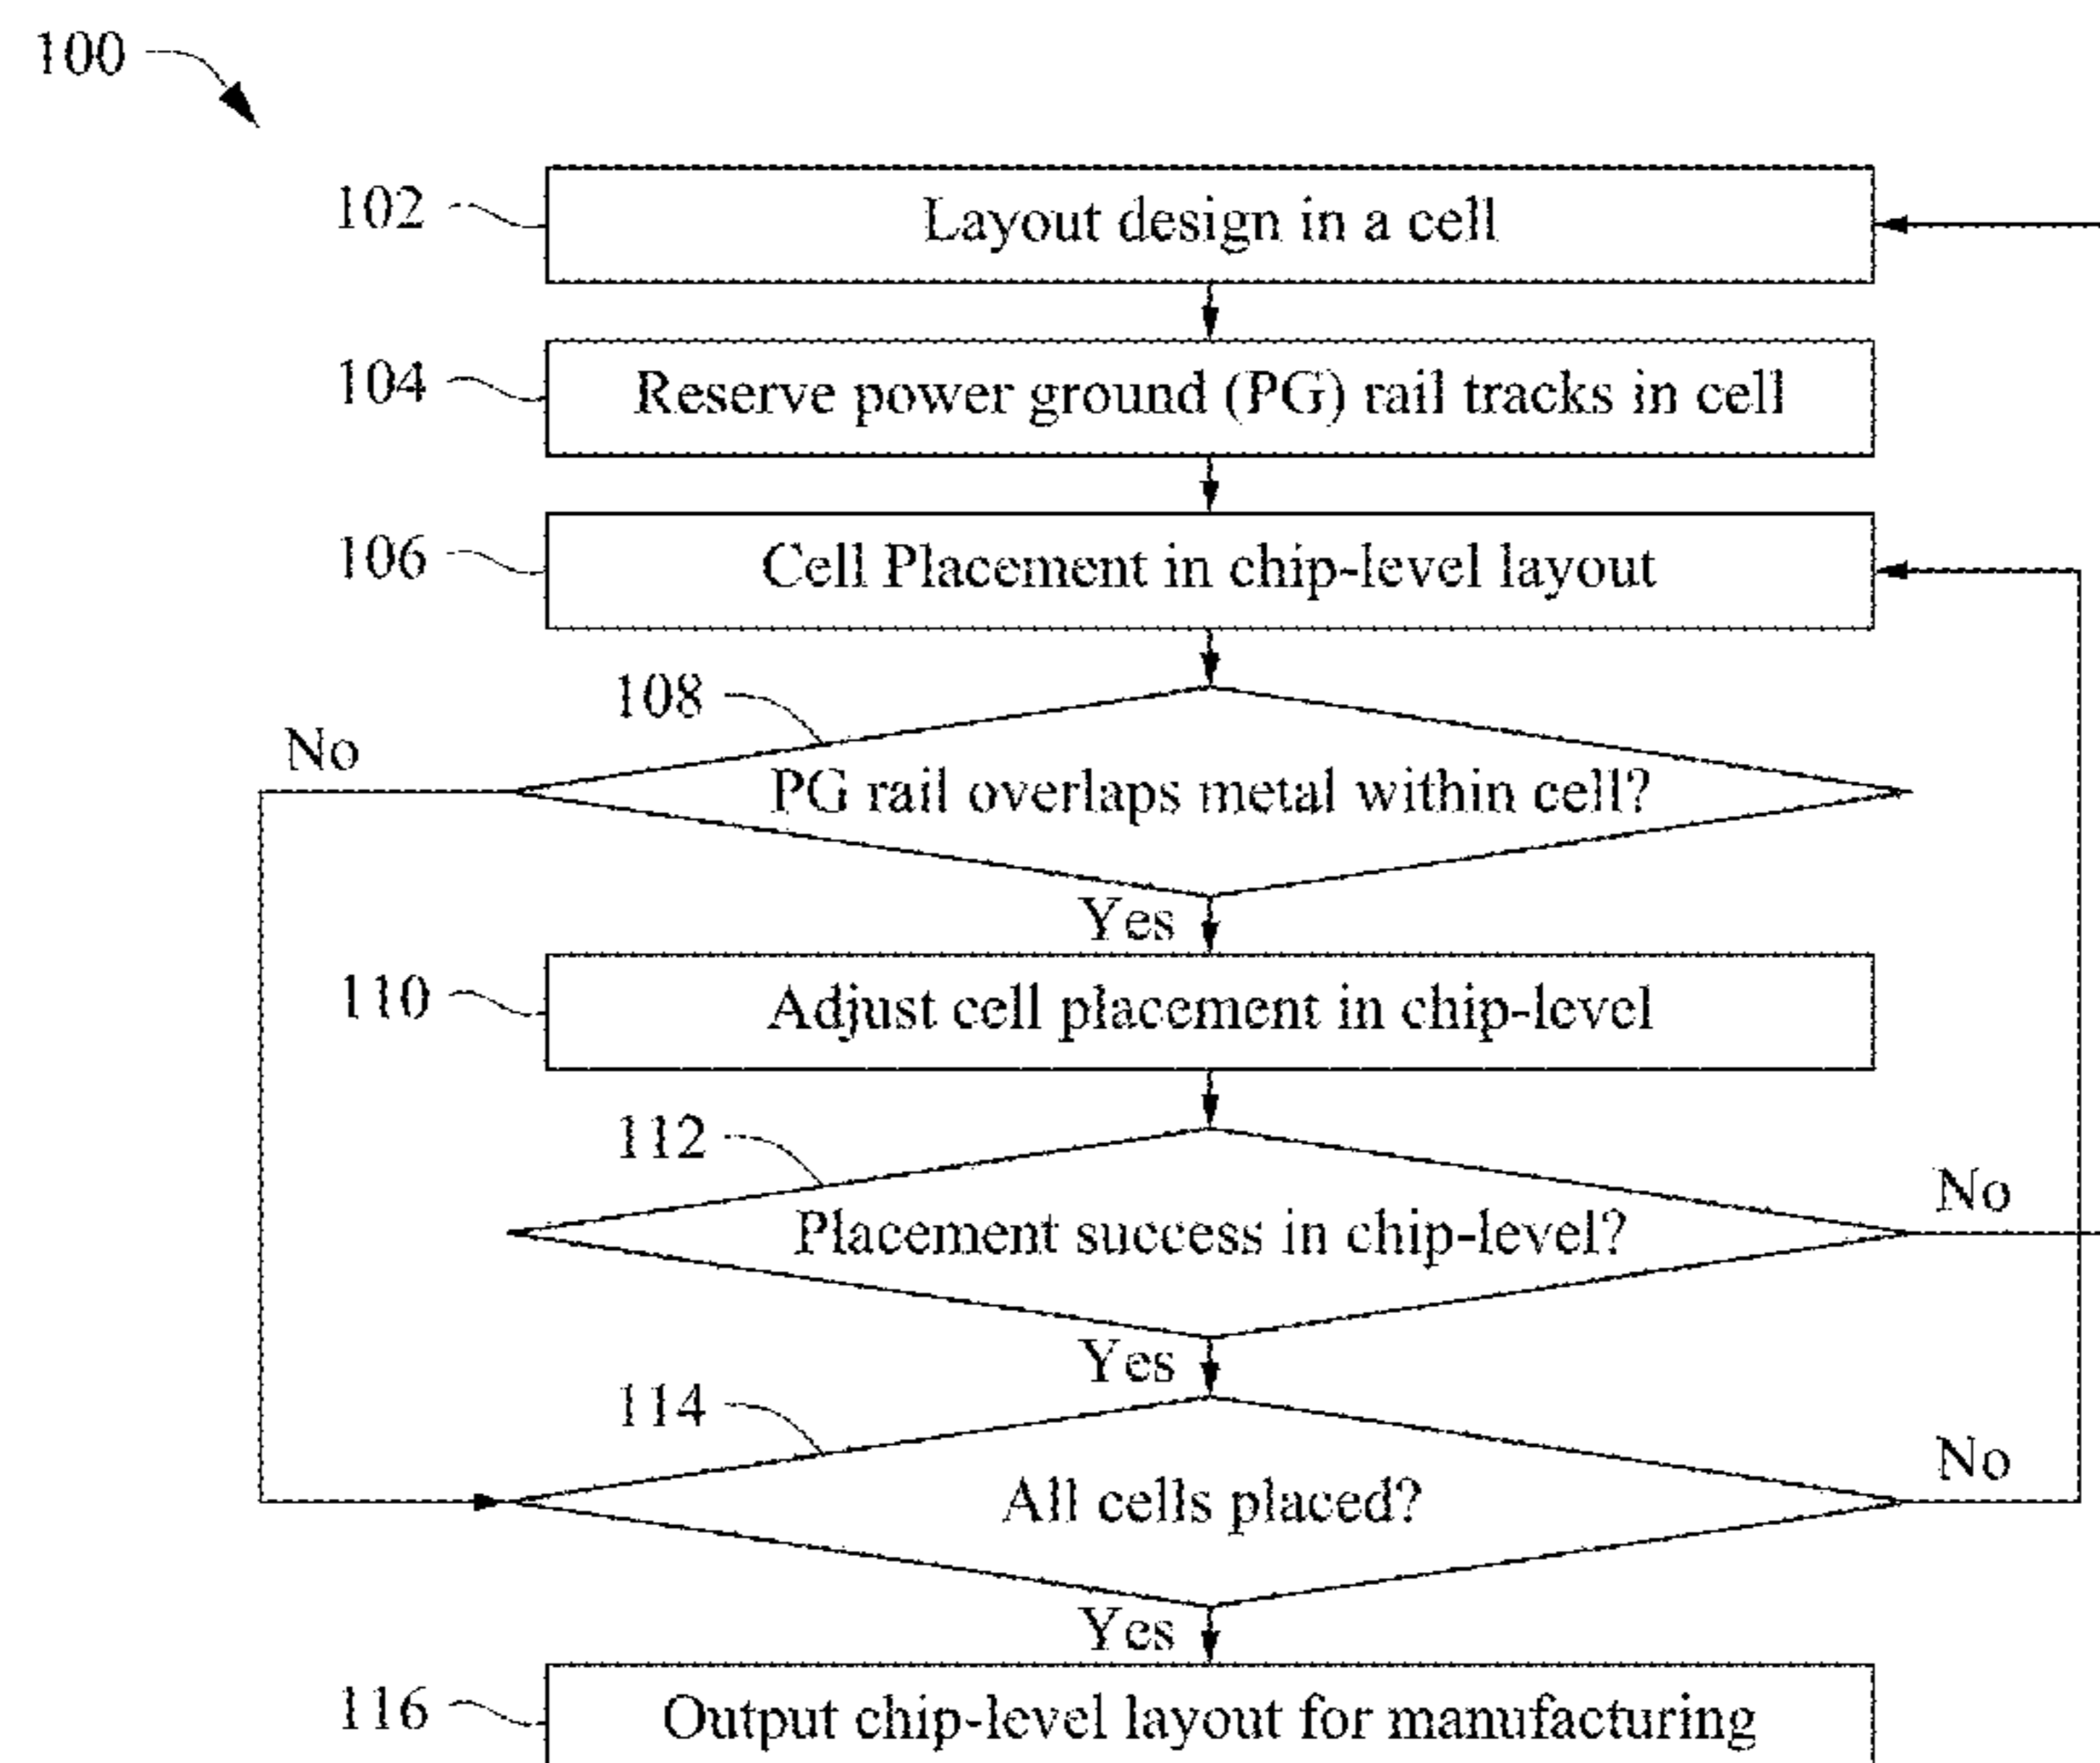 100
102
Layout design in a cell
104
Reserve power ground (PG) rail tracks in cell
106
Cell Placement in chip-level layout
108
No
PG rail overlaps metal within cell?
Yes
110
Adjust cell placement in chip-level
112
No
Placement success in chip-level?
Yes
114
No
All cells placed?
Yes
116
Output chip-level layout for manufacturing